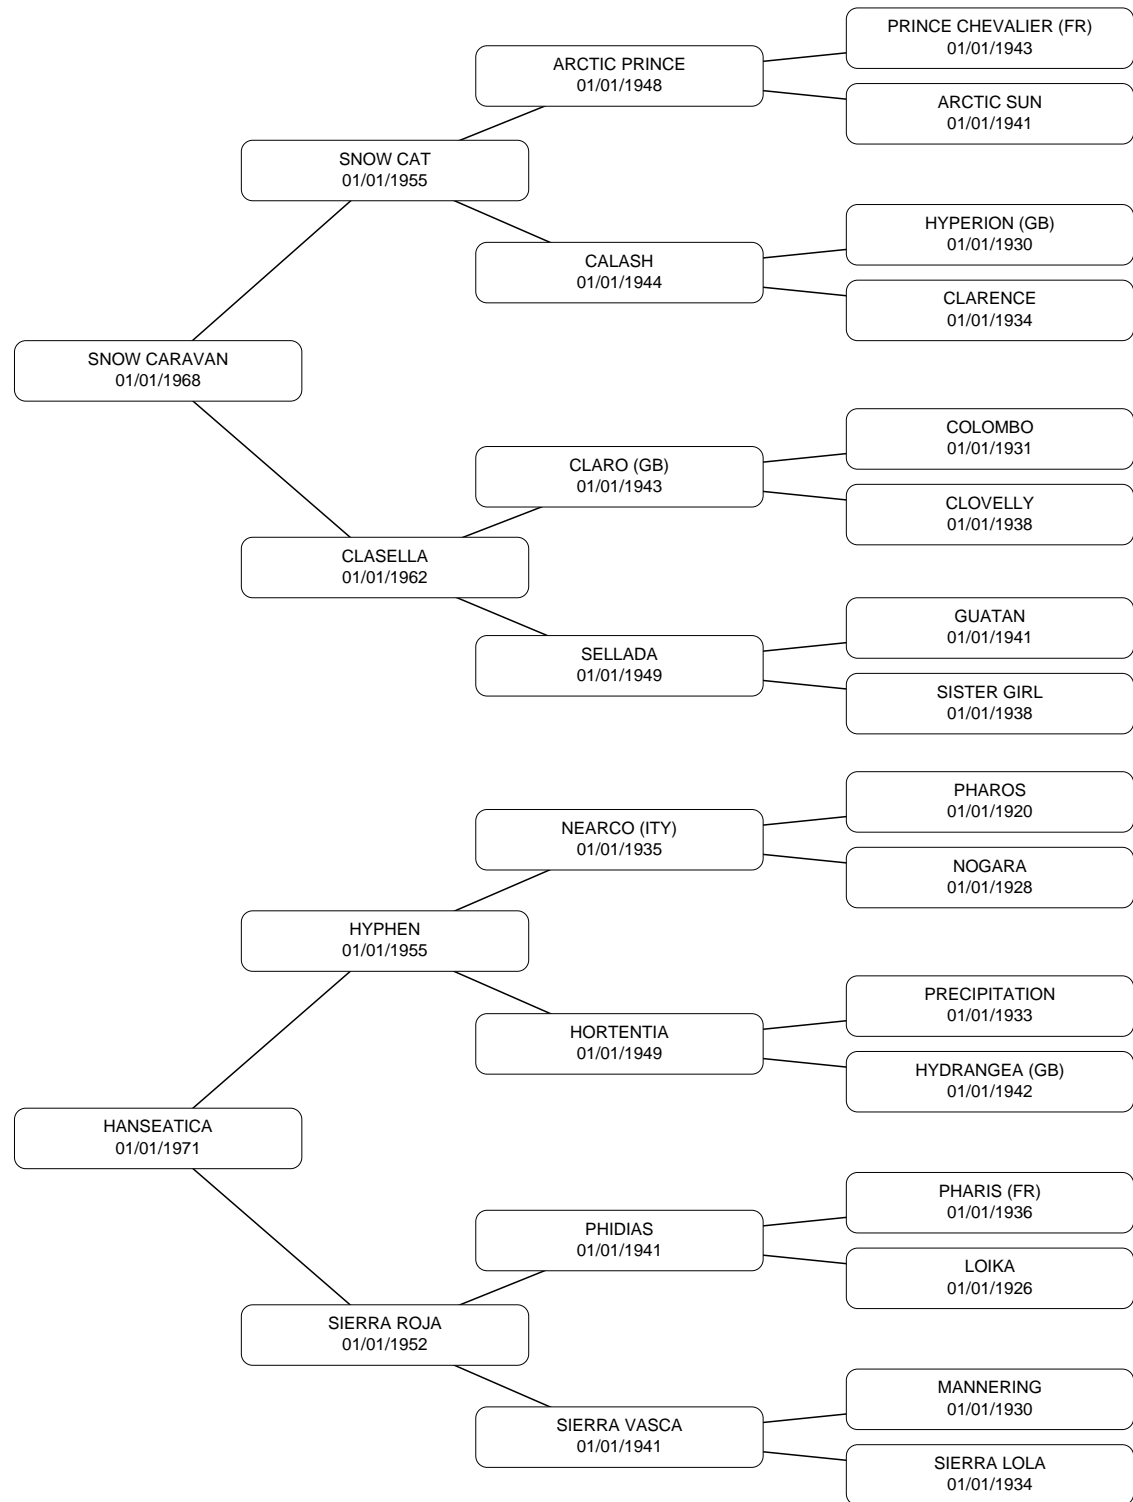 PRINCE CHEVALIER (FR)
01/01/1943
ARCTIC PRINCE
01/01/1948
ARCTIC SUN
01/01/1941
SNOW CAT
01/01/1955
HYPERION (GB)
01/01/1930
CALASH
01/01/1944
CLARENCE
01/01/1934
SNOW CARAVAN
01/01/1968
COLOMBO
01/01/1931
CLARO (GB)
01/01/1943
CLOVELLY
01/01/1938
CLASELLA
01/01/1962
GUATAN
01/01/1941
SELLADA
01/01/1949
SISTER GIRL
01/01/1938
PHAROS
01/01/1920
NEARCO (ITY)
01/01/1935
NOGARA
01/01/1928
HYPHEN
01/01/1955
PRECIPITATION
01/01/1933
HORTENTIA
01/01/1949
HYDRANGEA (GB)
01/01/1942
HANSEATICA
01/01/1971
PHARIS (FR)
01/01/1936
PHIDIAS
01/01/1941
LOIKA
01/01/1926
SIERRA ROJA
01/01/1952
MANNERING
01/01/1930
SIERRA VASCA
01/01/1941
SIERRA LOLA
01/01/1934